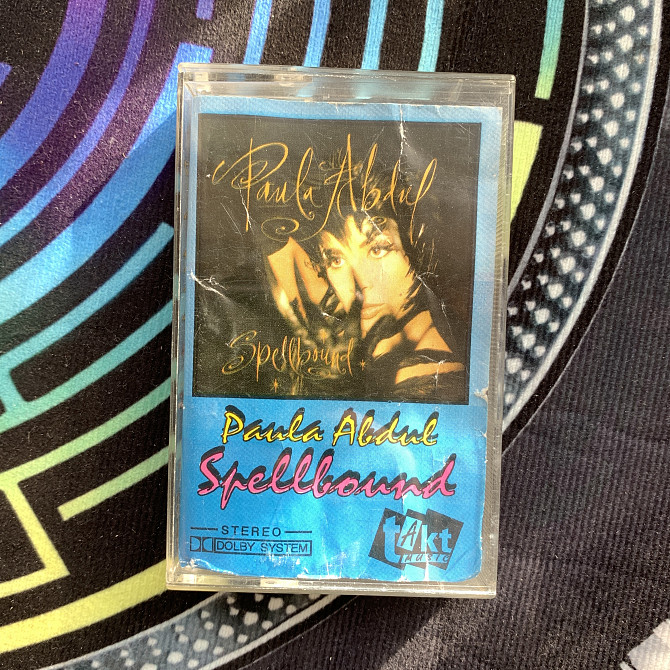 Paula Abdul
Spellbound
Paula Abdul
Spellbound
STEREO
DOLBY SYSTEM
tAkt
music